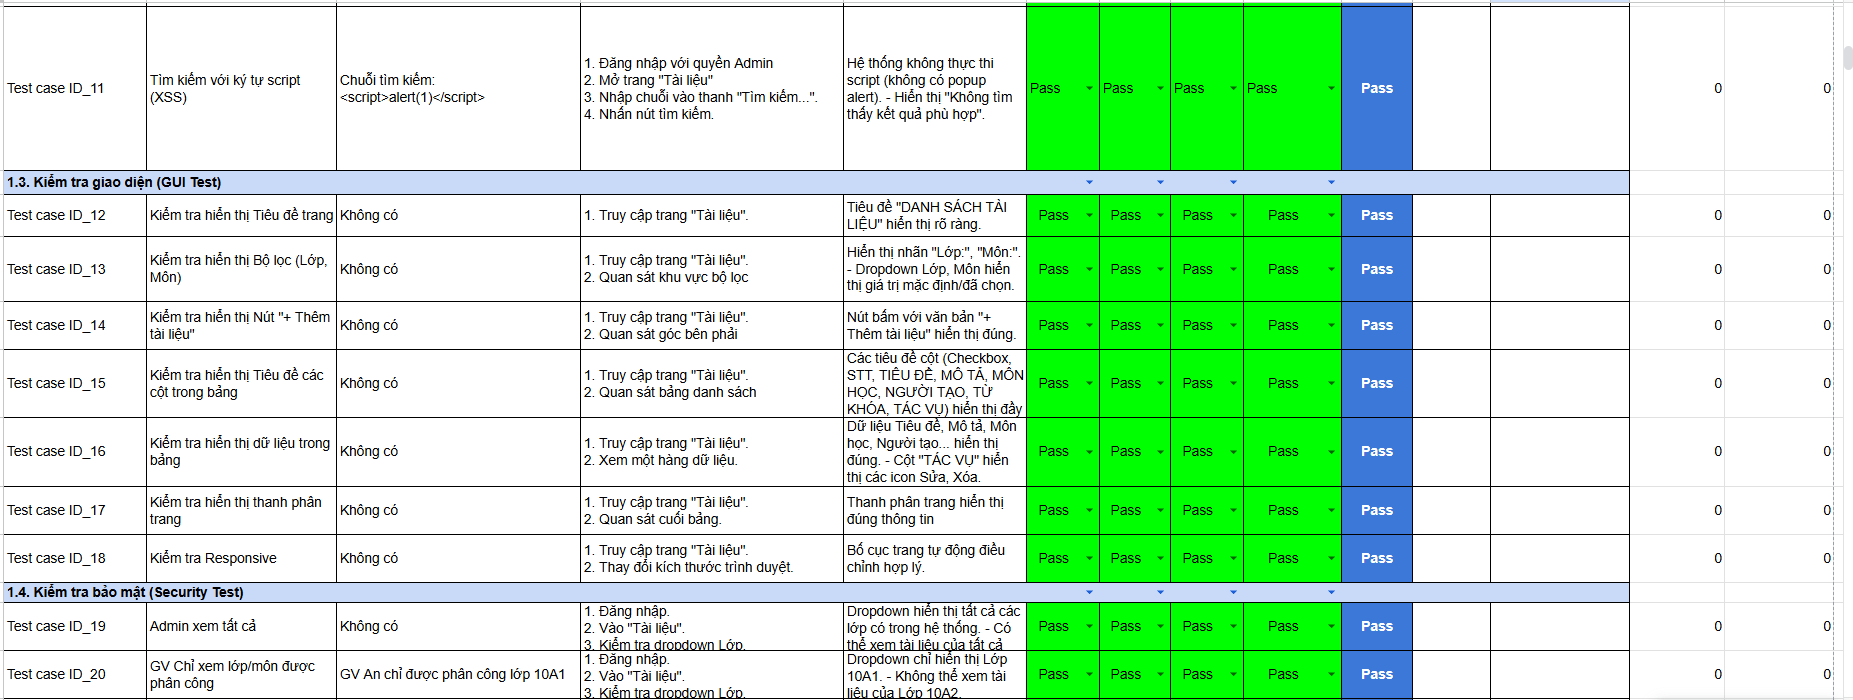 Test case ID_11
Tìm kiếm với ký tự script
(XSS)
Chuỗi tìm kiếm:
<script>alert(1)</script>
1. Đăng nhập với quyền Admin
2. Mở trang "Tài liệu"
3. Nhập chuỗi vào thanh "Tìm kiếm...".
4. Nhấn nút tìm kiếm.
Hệ thống không thực thi
script (không có popup
alert). - Hiển thị "Không tìm
thấy kết quả phù hợp".
Pass Pass Pass Pass Pass 0 0
1.3. Kiểm tra giao diện (GUI Test)
Test case ID_12
Kiểm tra hiển thị Tiêu đề trang
Không có
1. Truy cập trang "Tài liệu".
Tiêu đề "DANH SÁCH TÀI
LIỆU" hiển thị rõ ràng.
Pass Pass Pass Pass Pass 0 0
Test case ID_13
Kiểm tra hiển thị Bộ lọc (Lớp,
Môn)
Không có
1. Truy cập trang "Tài liệu".
2. Quan sát khu vực bộ lọc
Hiển thị nhãn "Lớp:", "Môn:".
- Dropdown Lớp, Môn hiển
thị giá trị mặc định/đã chọn.
Pass Pass Pass Pass Pass 0 0
Test case ID_14
Kiểm tra hiển thị Nút "+ Thêm
tài liệu"
Không có
1. Truy cập trang "Tài liệu".
2. Quan sát góc bên phải
Nút bấm với văn bản "+
Thêm tài liệu" hiển thị đúng.
Pass Pass Pass Pass Pass 0 0
Test case ID_15
Kiểm tra hiển thị Tiêu đề các
cột trong bảng
Không có
1. Truy cập trang "Tài liệu".
2. Quan sát bảng danh sách
Các tiêu đề cột (Checkbox,
STT, TIÊU ĐỀ, MÔ TẢ, MÔN
HỌC, NGƯỜI TẠO, TỪ
KHÓA, TÁC VỤ) hiển thị đầy
Pass Pass Pass Pass Pass 0 0
Test case ID_16
Kiểm tra hiển thị dữ liệu trong
bảng
Không có
1. Truy cập trang "Tài liệu".
2. Xem một hàng dữ liệu.
Dữ liệu Tiêu đề, Mô tả, Môn
học, Người tạo... hiển thị
đúng. - Cột "TÁC VỤ" hiển
thị các icon Sửa, Xóa.
Pass Pass Pass Pass Pass 0 0
Test case ID_17
Kiểm tra hiển thị thanh phân
trang
Không có
1. Truy cập trang "Tài liệu".
2. Quan sát cuối bảng.
Thanh phân trang hiển thị
đúng thông tin
Pass Pass Pass Pass Pass 0 0
Test case ID_18
Kiểm tra Responsive
Không có
1. Truy cập trang "Tài liệu".
2. Thay đổi kích thước trình duyệt.
Bố cục trang tự động điều
chỉnh hợp lý.
Pass Pass Pass Pass Pass 0 0
1.4. Kiểm tra bảo mật (Security Test)
Test case ID_19
Admin xem tất cả
Không có
1. Đăng nhập.
2. Vào "Tài liệu".
3. Kiểm tra dropdown Lớp.
Dropdown hiển thị tất cả các
lớp có trong hệ thống. - Có
thể xem tài liệu của tất cả
Pass Pass Pass Pass Pass 0 0
Test case ID_20
GV Chỉ xem lớp/môn được
phân công
GV An chỉ được phân công lớp 10A1
1. Đăng nhập.
2. Vào "Tài liệu".
3. Kiểm tra dropdown Lớp.
Dropdown chỉ hiển thị Lớp
10A1. - Không thể xem tài
liệu của Lớp 10A2.
Pass Pass Pass Pass Pass 0 0